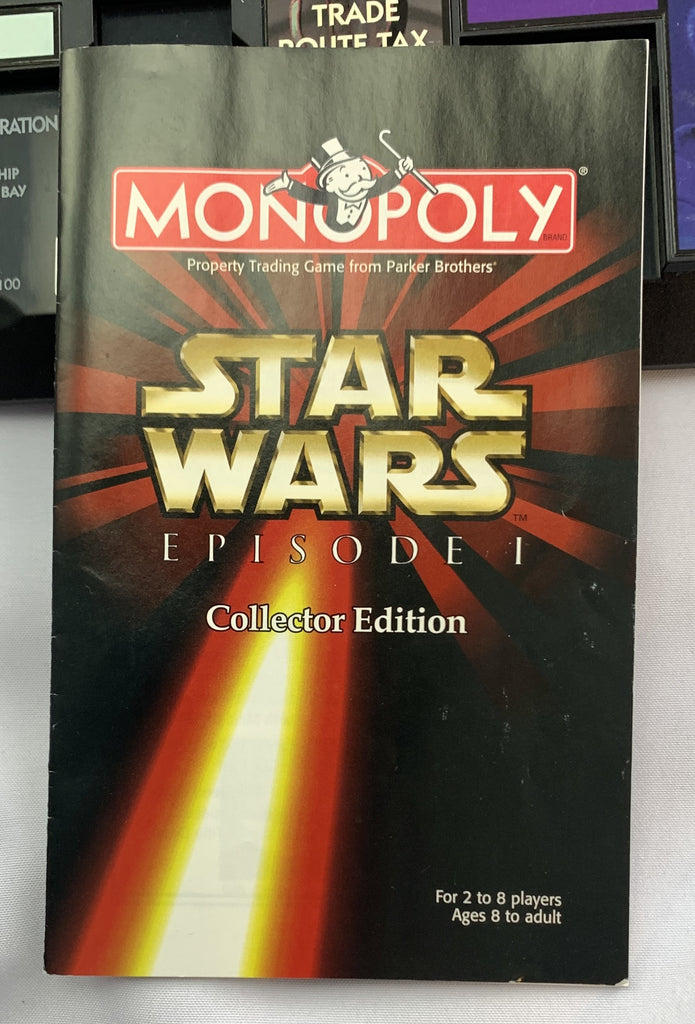 TRADE
ROUTE TAX
RATION
HIP
BAY
100
MONOPOLY®
BRAND
Property Trading Game from Parker Brothers®
STAR
WARS™
EPISODE I
Collector Edition
For 2 to 8 players
Ages 8 to adult